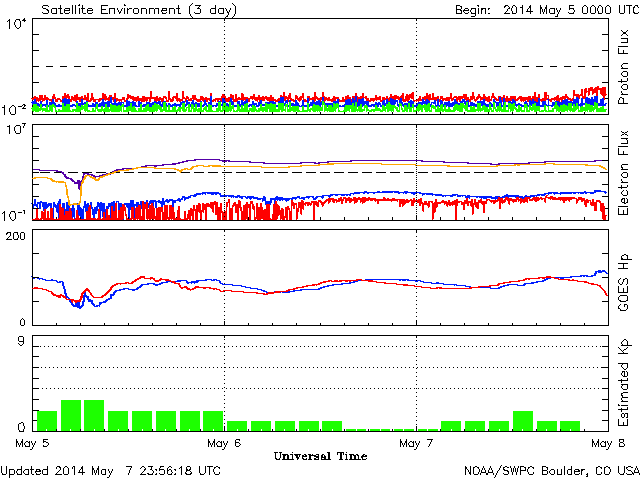 Satellite Environment (3 day)
Begin: 2014 May 5 0000 UTC
10^4
10^-2
Proton Flux
10^7
10^-1
Electron Flux
200
0
GOES Hp
9
0
Estimated Kp
May 5
May 6
May 7
May 8
Universal Time
Updated 2014 May 7 23:56:18 UTC
NOAA/SWPC Boulder, CO USA